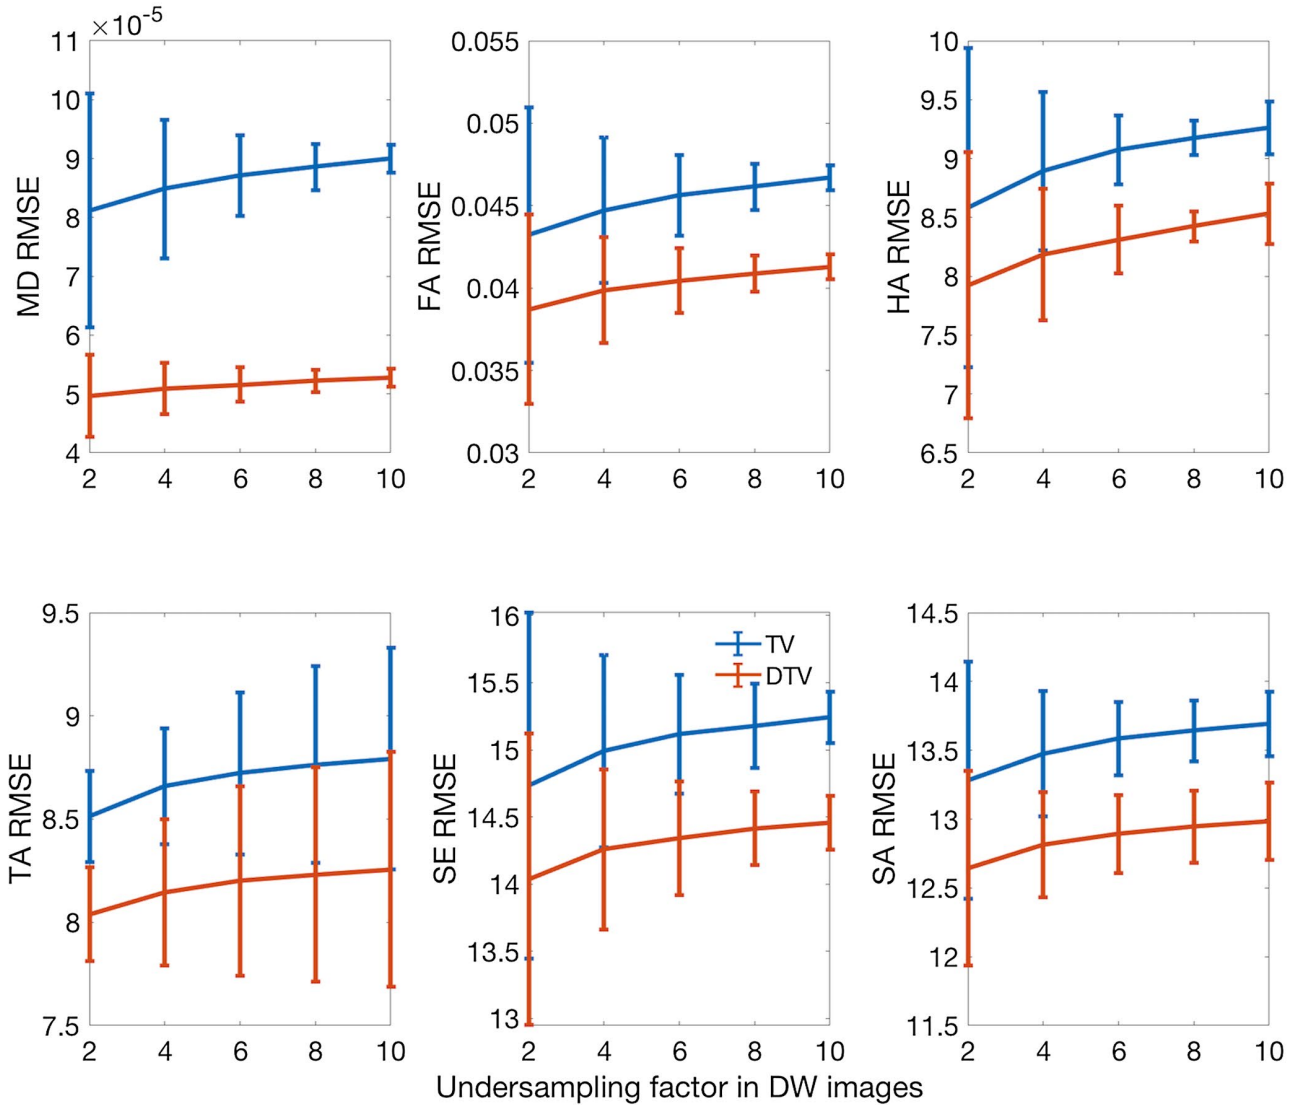 ×10-5
11
10
9
8
7
6
5
4
MD RMSE
2 4 6 8 10
0.055
0.05
0.045
0.04
0.035
0.03
FA RMSE
2 4 6 8 10
10
9.5
9
8.5
8
7.5
7
6.5
HA RMSE
2 4 6 8 10
9.5
9
8.5
8
7.5
TA RMSE
2 4 6 8 10
16
15.5
15
14.5
14
13.5
13
SE RMSE
TV
DTV
2 4 6 8 10
14.5
14
13.5
13
12.5
12
11.5
SA RMSE
2 4 6 8 10
Undersampling factor in DW images